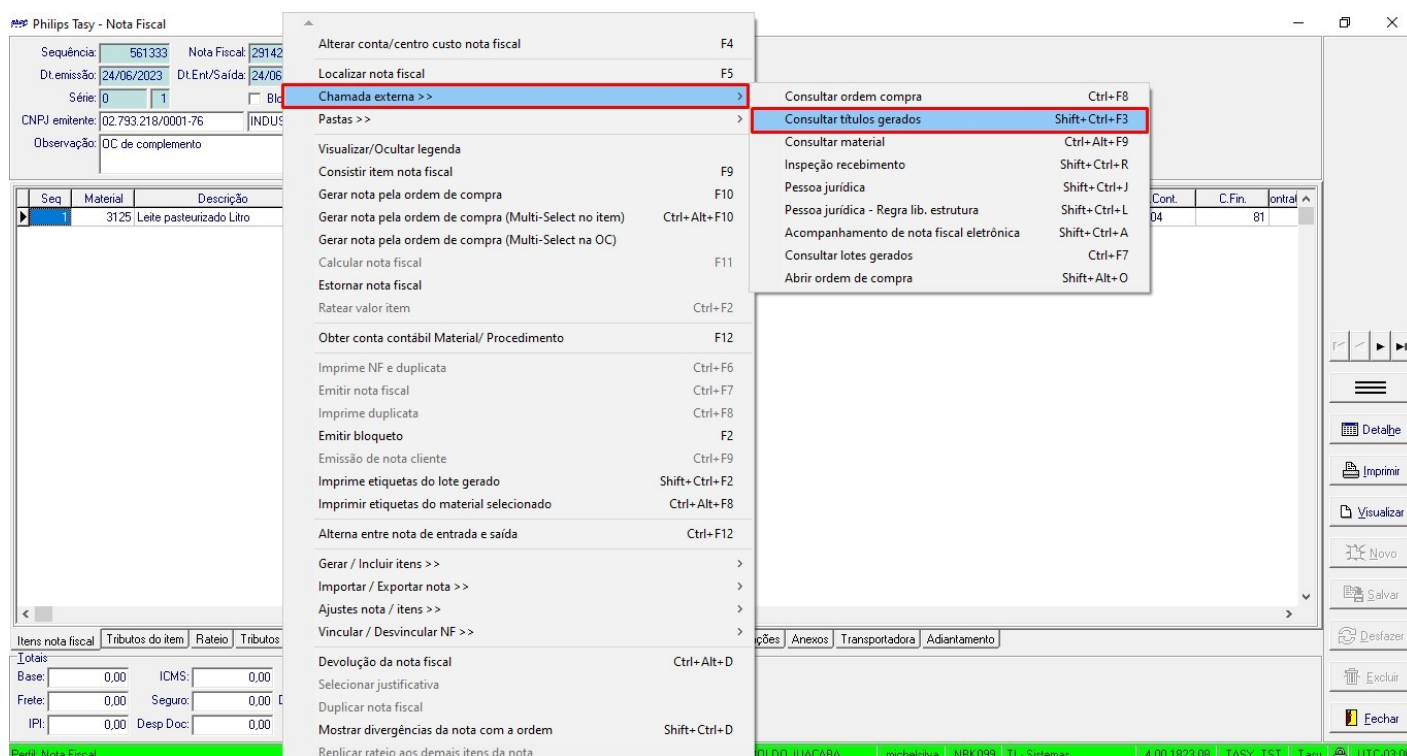 Philips Tasy - Nota Fiscal
Sequência: 561333 Nota Fiscal: 29142
Dt.emissão: 24/06/2023 Dt.Ent/Saída: 24/06
Série: 0 1 Blo
CNPJ emitente: 02.793.218/0001-76 INDUS
Observação: OC de complemento
Seq Material Descrição
1 3125 Leite pasteurizado Litro
Alterar conta/centro custo nota fiscal F4
Localizar nota fiscal F5
Chamada externa >>
Pastas >>
Visualizar/Ocultar legenda
Consistir item nota fiscal F9
Gerar nota pela ordem de compra F10
Gerar nota pela ordem de compra (Multi-Select no item) Ctrl+Alt+F10
Gerar nota pela ordem de compra (Multi-Select na OC)
Calcular nota fiscal F11
Estornar nota fiscal
Ratear valor item Ctrl+F2
Obter conta contábil Material/ Procedimento F12
Imprime NF e duplicata Ctrl+F6
Emitir nota fiscal Ctrl+F7
Imprime duplicata Ctrl+F8
Emitir bloqueto F2
Emissão de nota cliente Ctrl+F9
Imprime etiquetas do lote gerado Shift+Ctrl+F2
Imprimir etiquetas do material selecionado Ctrl+Alt+F8
Alterna entre nota de entrada e saída Ctrl+F12
Gerar / Incluir itens >>
Importar / Exportar nota >>
Ajustes nota / itens >>
Vincular / Desvincular NF >>
Devolução da nota fiscal Ctrl+Alt+D
Selecionar justificativa
Duplicar nota fiscal
Mostrar divergências da nota com a ordem Shift+Ctrl+D
Replicar rateio aos demais itens da nota
Consultar ordem compra Ctrl+F8
Consultar títulos gerados Shift+Ctrl+F3
Consultar material Ctrl+Alt+F9
Inspeção recebimento Shift+Ctrl+R
Pessoa jurídica Shift+Ctrl+J
Pessoa jurídica - Regra lib. estrutura Shift+Ctrl+L
Acompanhamento de nota fiscal eletrônica Shift+Ctrl+A
Consultar lotes gerados Ctrl+F7
Abrir ordem de compra Shift+Alt+O
Cont. C.Fin. ontrat
04 81
Detalhe
Imprimir
Visualizar
Novo
Salvar
Desfazer
Excluir
Fechar
Itens nota fiscal Tributos do item Rateio Tributos ções Anexos Transportadora Adiantamento
Totais
Base: 0,00 ICMS: 0,00
Frete: 0,00 Seguro: 0,00 D
IPI: 0,00 Desp Doc: 0,00
Perfil: Nota Fiscal OLDO JUAÇABA michelsilva NBK099 TI - Sistemas 4.00.1823.08 TASY_TST Tasy UTC-03:0